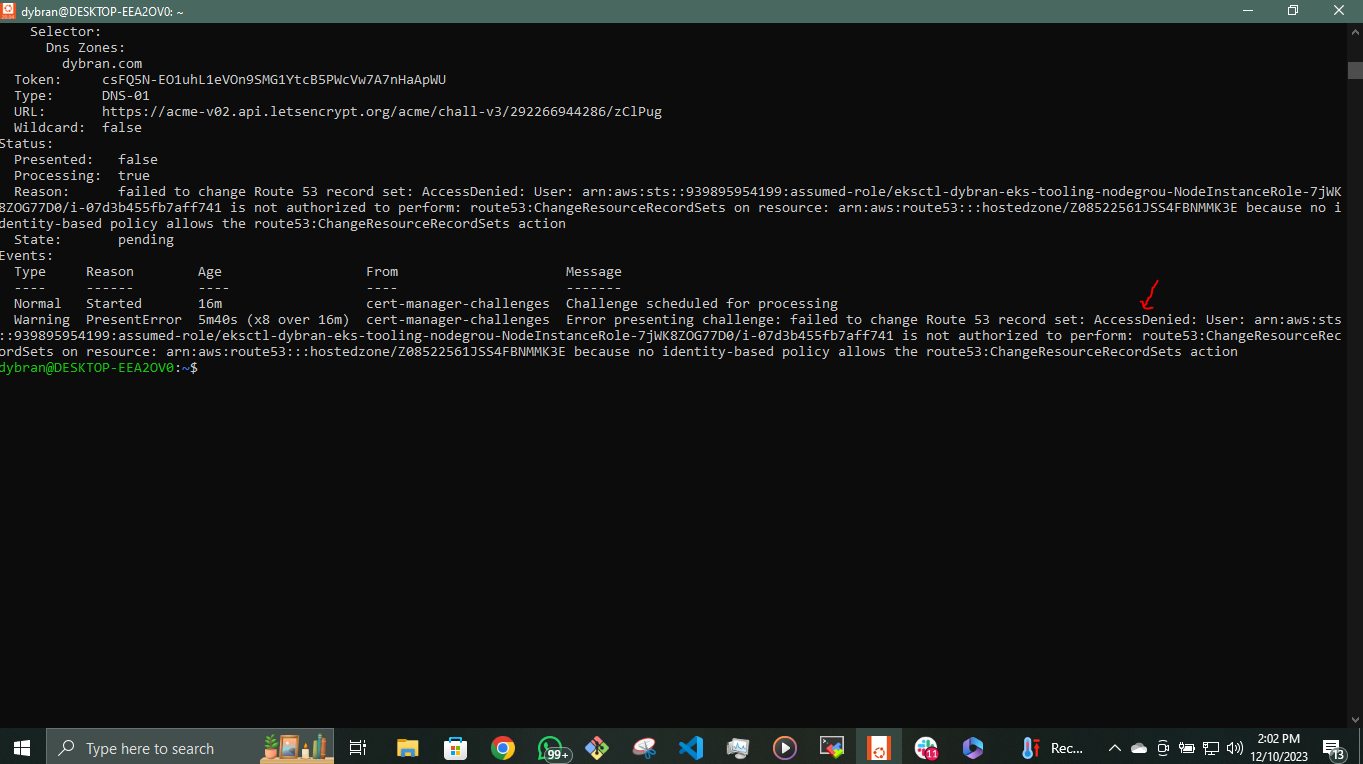 dybran@DESKTOP-EEA2OV0: ~
Selector:
Dns Zones:
dybran.com
Token: csFQ5N-EO1uhL1eVOn9SMG1YtcB5PWcVw7A7nHaApWU
Type: DNS-01
URL: https://acme-v02.api.letsencrypt.org/acme/chall-v3/292266944286/zClPug
Wildcard: false
Status:
Presented: false
Processing: true
Reason: failed to change Route 53 record set: AccessDenied: User: arn:aws:sts::939895954199:assumed-role/eksctl-dybran-eks-tooling-nodegrou-NodeInstanceRole-7jWK
8ZOG77D0/i-07d3b455fb7aff741 is not authorized to perform: route53:ChangeResourceRecordSets on resource: arn:aws:route53:::hostedzone/Z08522561JSS4FBNMMK3E because no i
dentity-based policy allows the route53:ChangeResourceRecordSets action
State: pending
Events:
Type Reason Age From Message
---- ------ ---- ---- -------
Normal Started 16m cert-manager-challenges Challenge scheduled for processing
Warning PresentError 5m40s (x8 over 16m) cert-manager-challenges Error presenting challenge: failed to change Route 53 record set: AccessDenied: User: arn:aws:sts
::939895954199:assumed-role/eksctl-dybran-eks-tooling-nodegrou-NodeInstanceRole-7jWK8ZOG77D0/i-07d3b455fb7aff741 is not authorized to perform: route53:ChangeResourceRec
ordSets on resource: arn:aws:route53:::hostedzone/Z08522561JSS4FBNMMK3E because no identity-based policy allows the route53:ChangeResourceRecordSets action
dybran@DESKTOP-EEA2OV0:~$
Type here to search
99+
11
Rec...
2:02 PM
12/10/2023
13